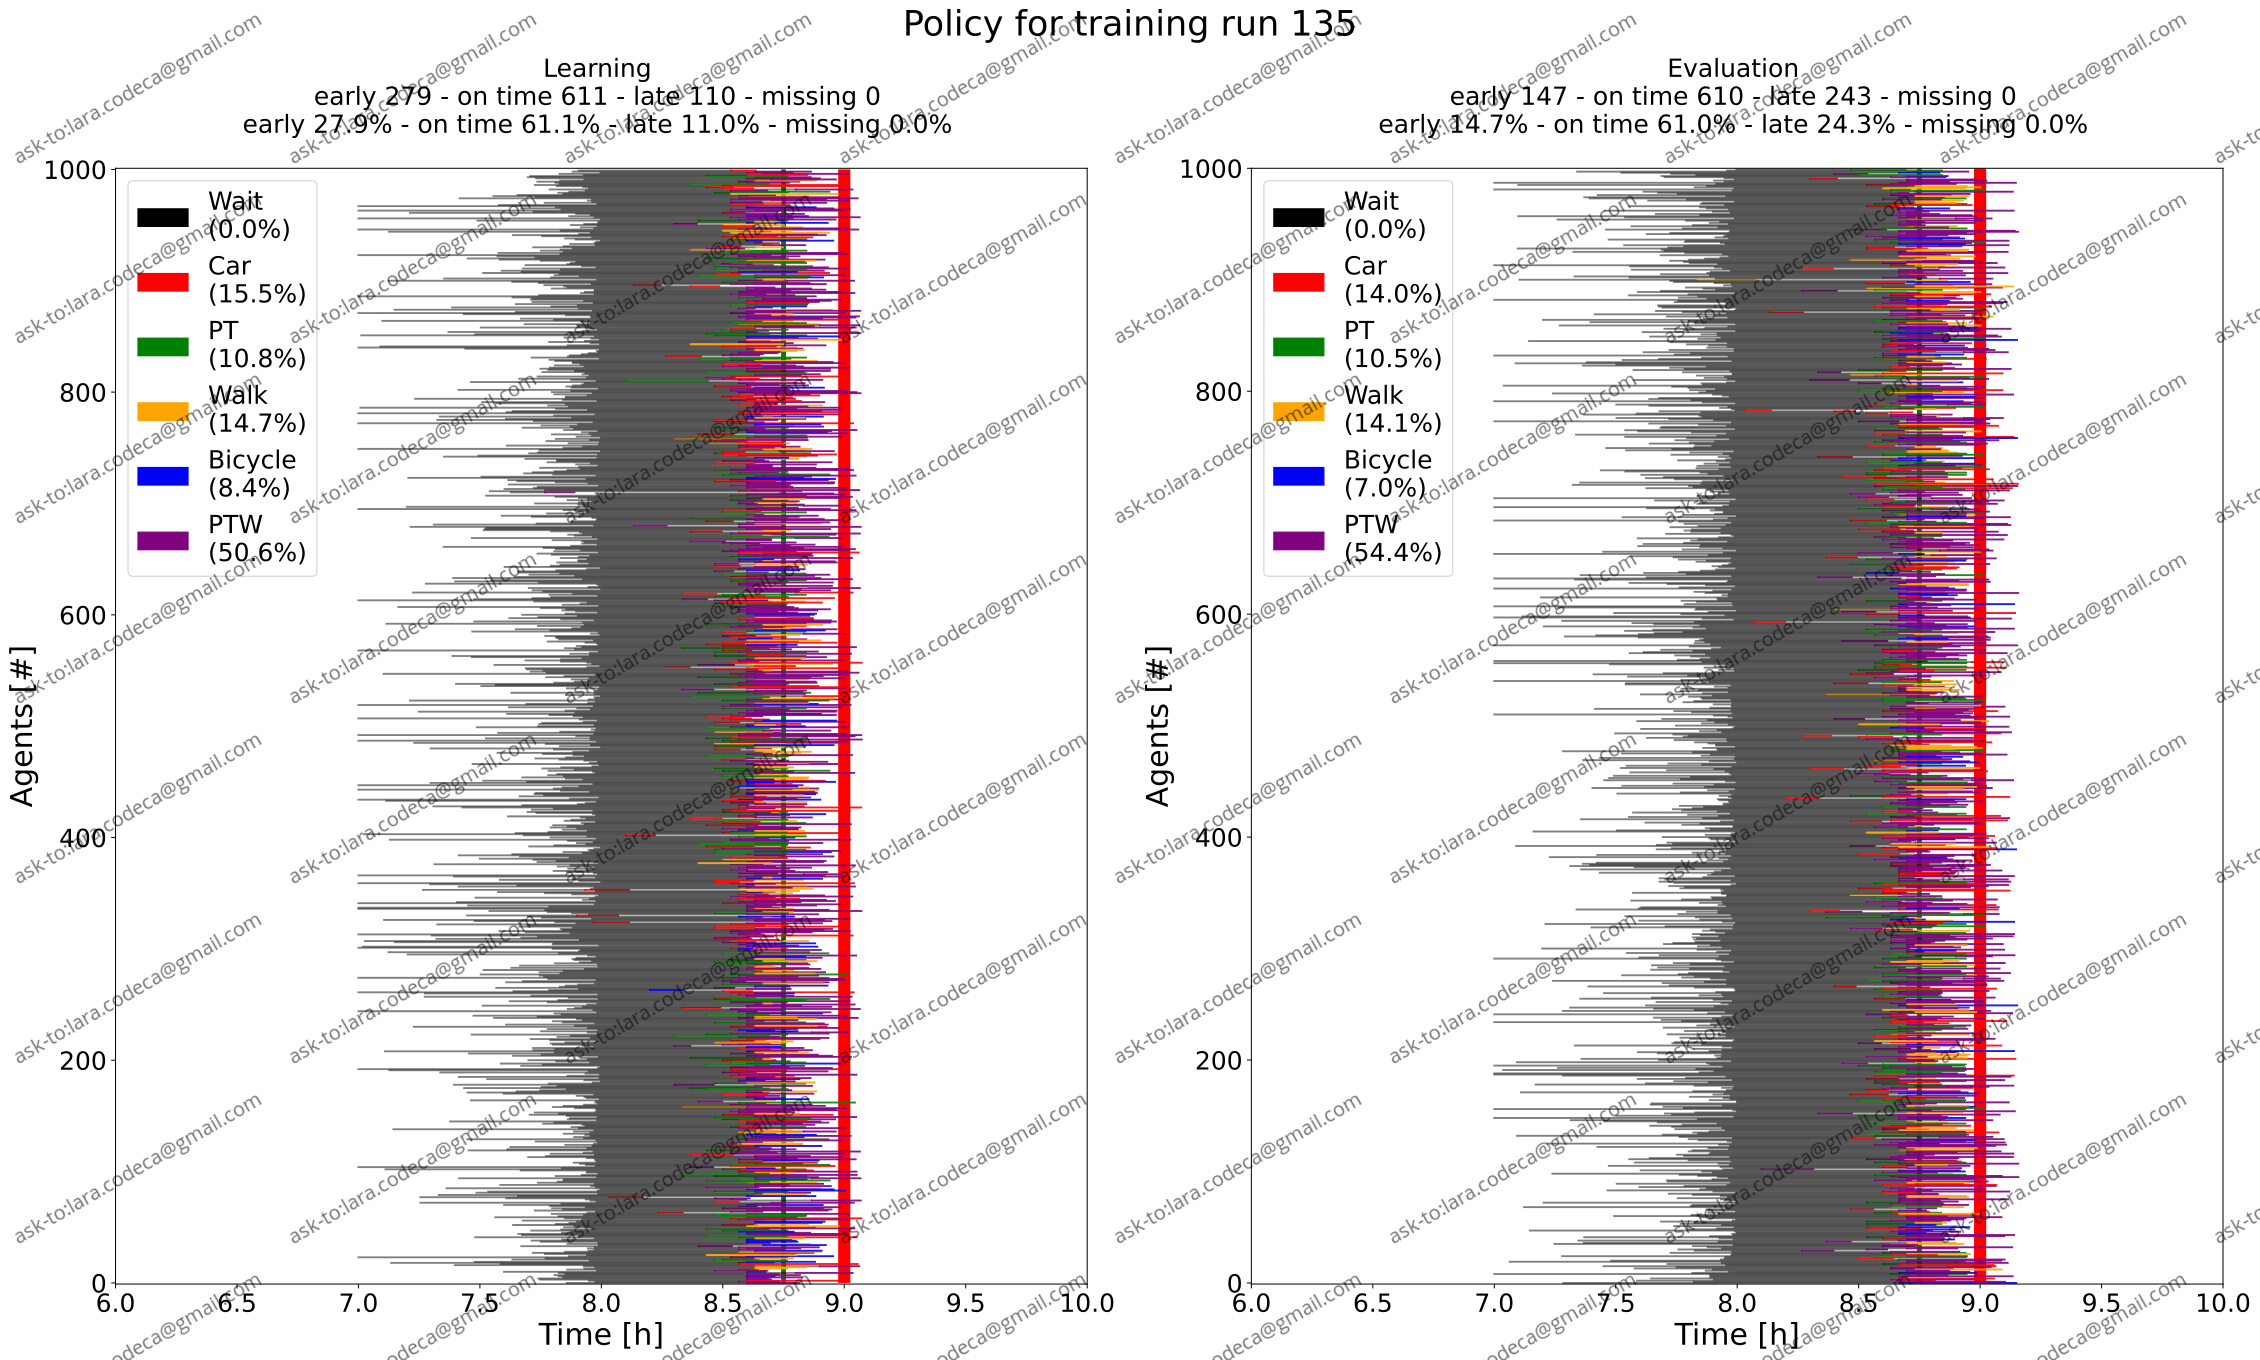 Policy for training run 135
Learning
early 279 - on time 611 - late 110 - missing 0
early 27.9% - on time 61.1% - late 11.0% - missing 0.0%
Agents [#]
1000
800
600
400
200
0
Wait
(0.0%)
Car
(15.5%)
PT
(10.8%)
Walk
(14.7%)
Bicycle
(8.4%)
PTW
(50.6%)
6.0 6.5 7.0 7.5 8.0 8.5 9.0 9.5 10.0
Time [h]
Evaluation
early 147 - on time 610 - late 243 - missing 0
early 14.7% - on time 61.0% - late 24.3% - missing 0.0%
Agents [#]
1000
800
600
400
200
0
Wait
(0.0%)
Car
(14.0%)
PT
(10.5%)
Walk
(14.1%)
Bicycle
(7.0%)
PTW
(54.4%)
6.0 6.5 7.0 7.5 8.0 8.5 9.0 9.5 10.0
Time [h]
ask-to:lara.codeca@gmail.com